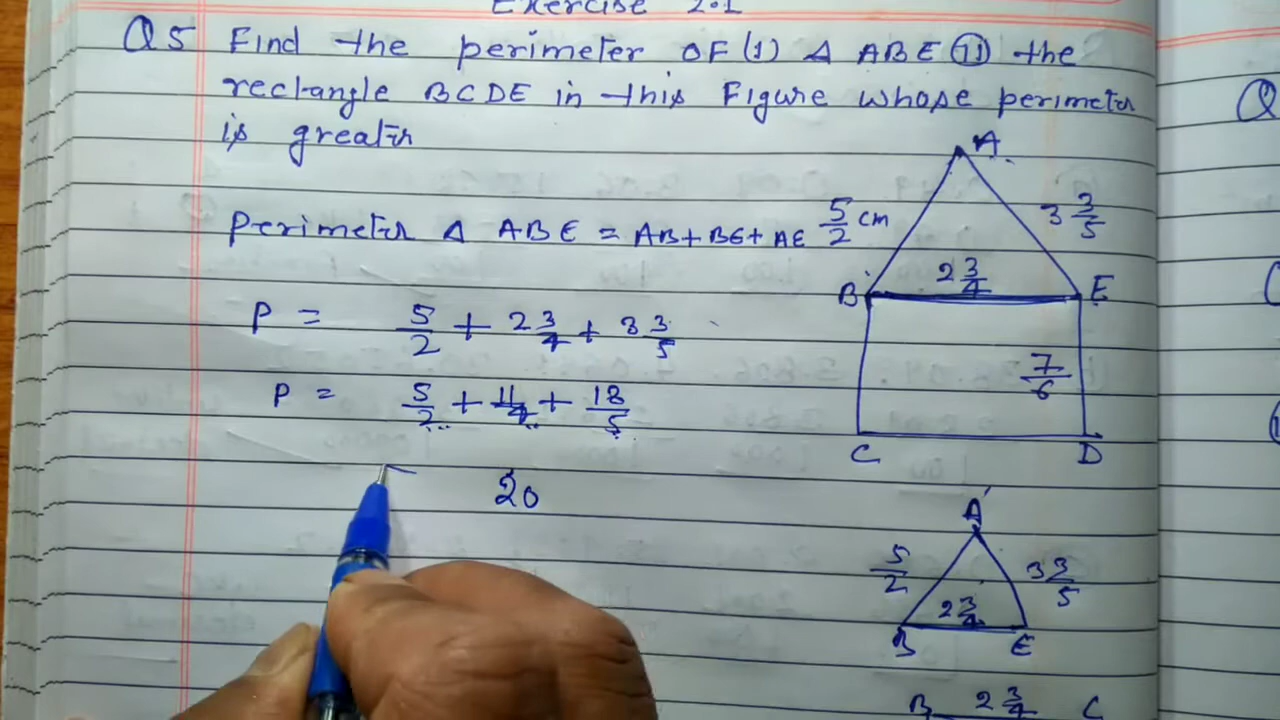 Exercise 2.1
Q5 Find the perimeter OF (1) Δ ABE (11) the
rectangle BCDE in this Figure whose perimeter
is greater
A
Perimeter Δ ABE = AB+BE+AE
5/2 cm
3 3/5
2 3/4
B E
P = 5/2 + 2 3/4 + 3 3/5
7/6
P = 5/2 + 11/4 + 18/5
C D
20
A
5/2 3 3/5
2 3/4
B E
B 2 3/4 C
Q